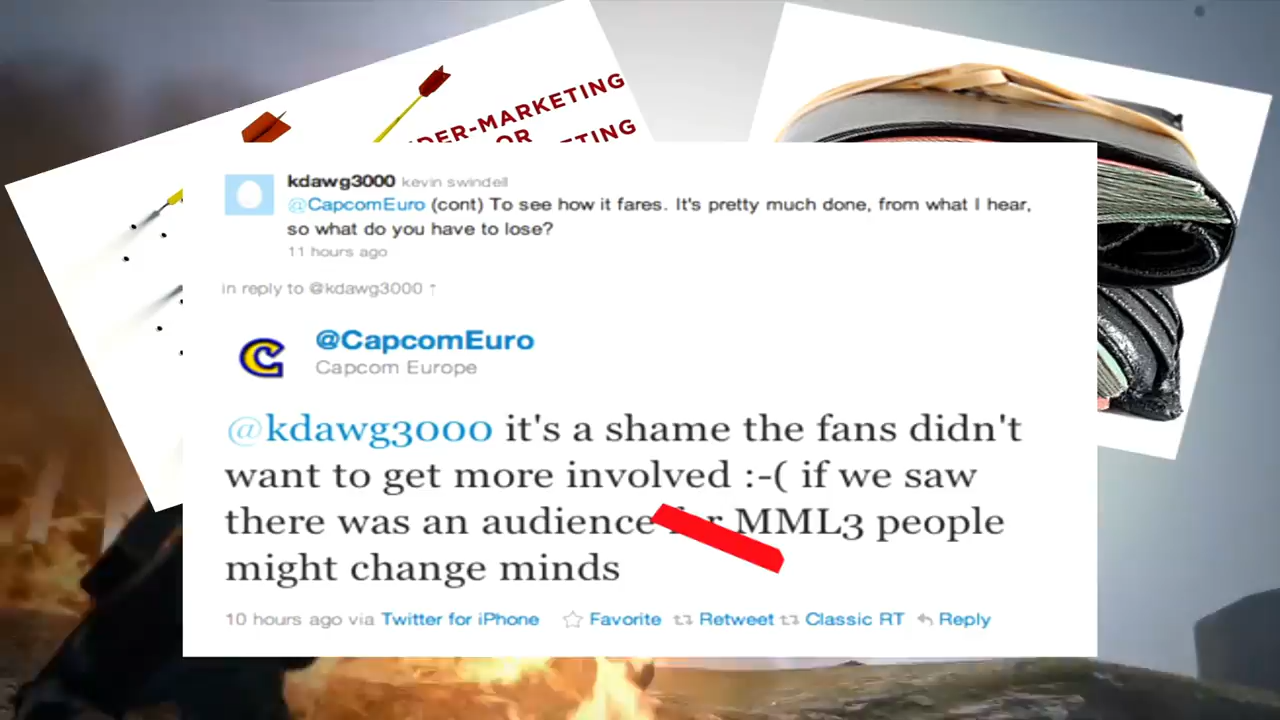 DER-MARKETING
OR
ETING
kdawg3000 kevin swindell
@CapcomEuro (cont) To see how it fares. It's pretty much done, from what I hear,
so what do you have to lose?
11 hours ago
in reply to @kdawg3000 ↑
@CapcomEuro
Capcom Europe
@kdawg3000 it's a shame the fans didn't
want to get more involved :-( if we saw
there was an audience MML3 people
might change minds
10 hours ago via Twitter for iPhone Favorite Retweet Classic RT Reply